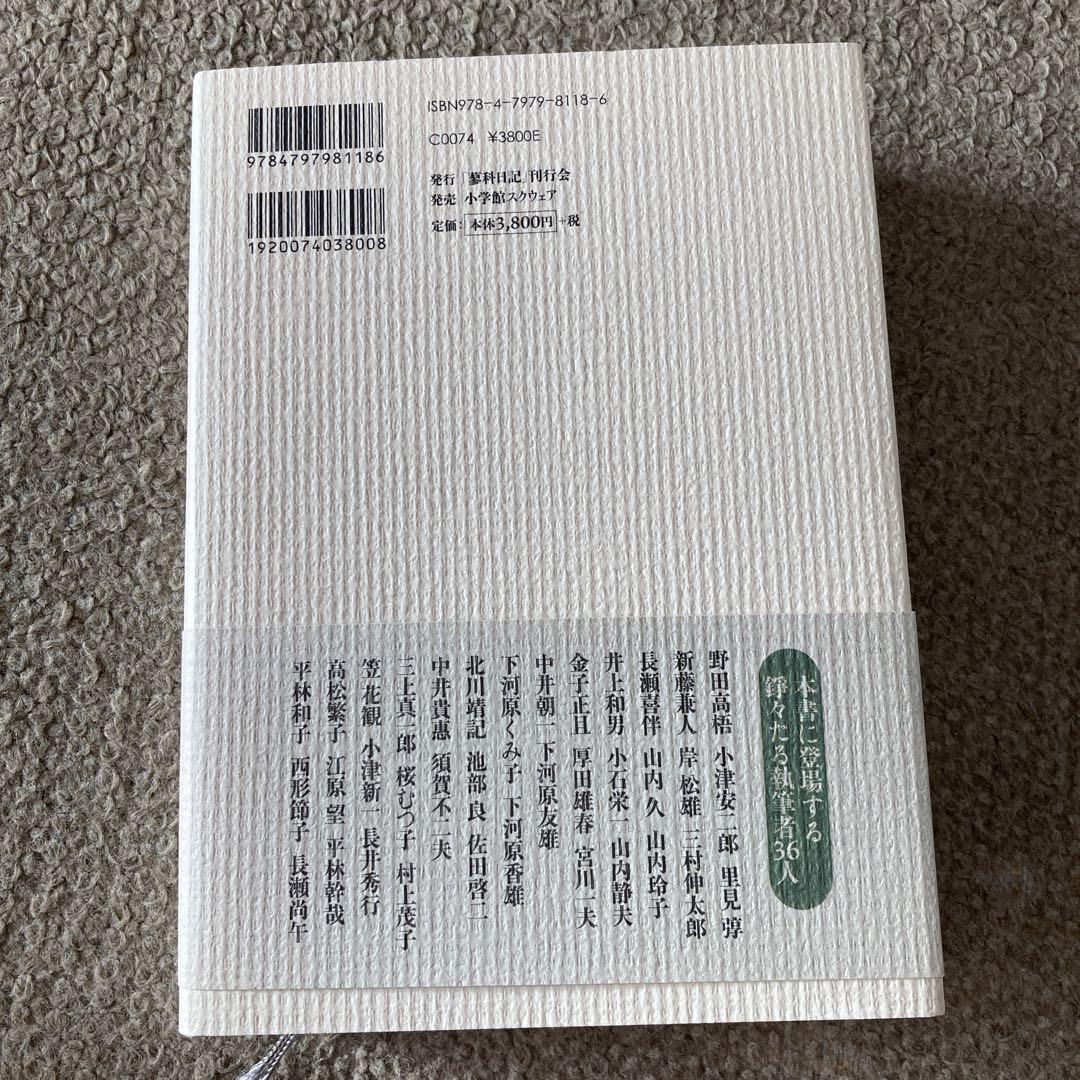 ISBN978-4-7979-8118-6
C0074 ¥3800E
9784797981186
発行「蓼科日記」刊行会
発売 小学館スクウェア
定価:本体3,800円+税
1920074038008
本書に登場する
錚々たる執筆者36人
野田高梧 小津安二郎 里見 弴
新藤兼人 岸 松雄 三村伸太郎
長瀬喜伴 山内 久 山内玲子
井上和男 小石栄一 山内静夫
金子正且 厚田雄春 宮川一夫
中井朝一 下河原友雄
下河原くみ子 下河原香雄
北川靖記 池部 良 佐田啓二
中井貴惠 須賀不二夫
三上真一郎 桜むつ子 村上茂子
笠 花観 小津新一 長井秀行
高松繁子 江原 望 平林幹哉
平林和子 西形節子 長瀬尚午